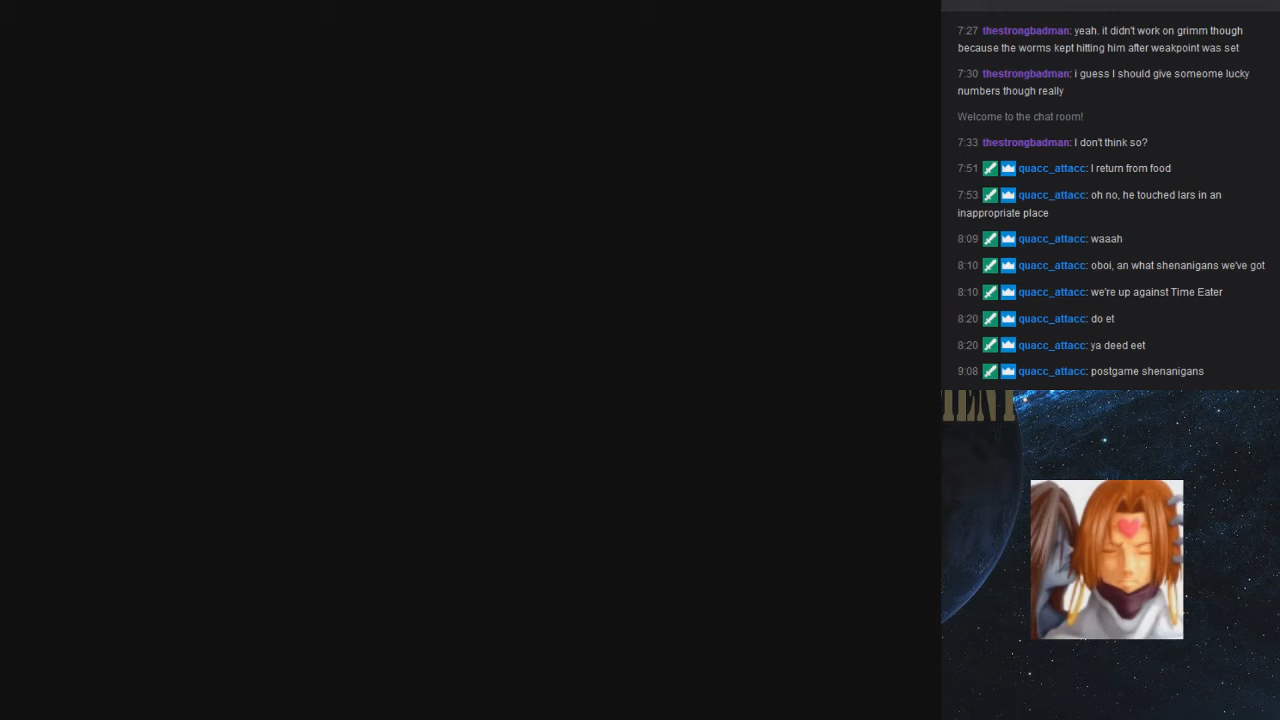 7:27 thestrongbadman: yeah. it didn't work on grimm though
because the worms kept hitting him after weakpoint was set
7:30 thestrongbadman: i guess I should give someome lucky
numbers though really
Welcome to the chat room!
7:33 thestrongbadman: I don't think so?
7:51 quacc_attacc: I return from food
7:53 quacc_attacc: oh no, he touched lars in an
inappropriate place
8:09 quacc_attacc: waaah
8:10 quacc_attacc: oboi, an what shenanigans we've got
8:10 quacc_attacc: we're up against Time Eater
8:20 quacc_attacc: do et
8:20 quacc_attacc: ya deed eet
9:08 quacc_attacc: postgame shenanigans